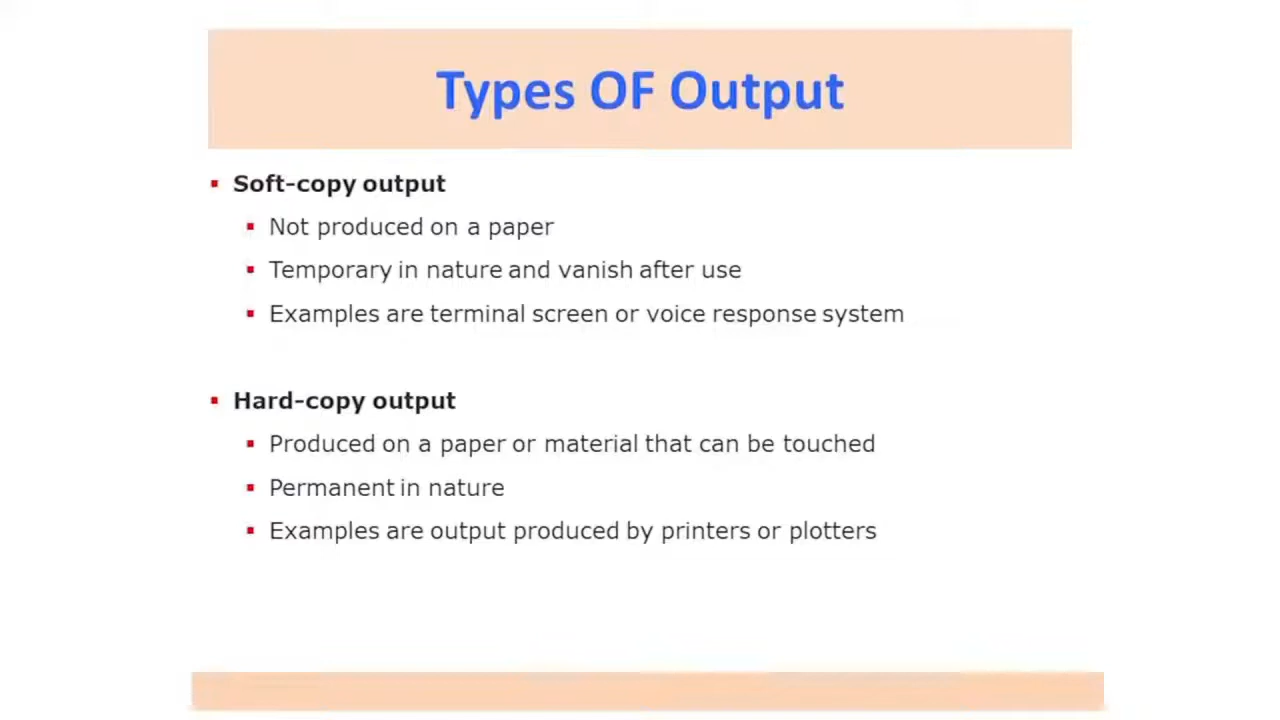 Types OF Output
Soft-copy output
Not produced on a paper
Temporary in nature and vanish after use
Examples are terminal screen or voice response system
Hard-copy output
Produced on a paper or material that can be touched
Permanent in nature
Examples are output produced by printers or plotters